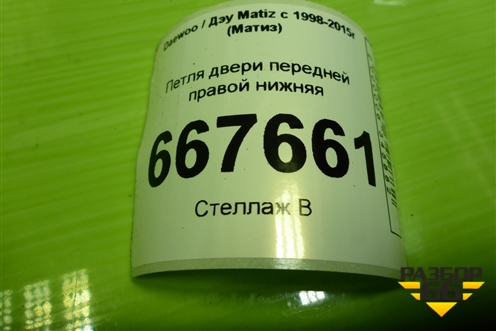 Daewoo / Дэу Matiz с 1998-2015г
(Матиз)
Петля двери передней
правой нижняя
667661
Стеллаж В
РАЗБОР